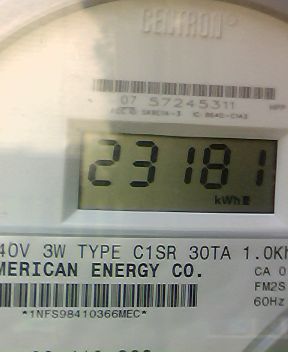 CENTRON®
07 57245311
23181
kWh
40V 3W TYPE C1SR 30TA 1.0Kh
MERICAN ENERGY CO.
CA 0
FM2S
*1NFS98410366MEC*
60Hz